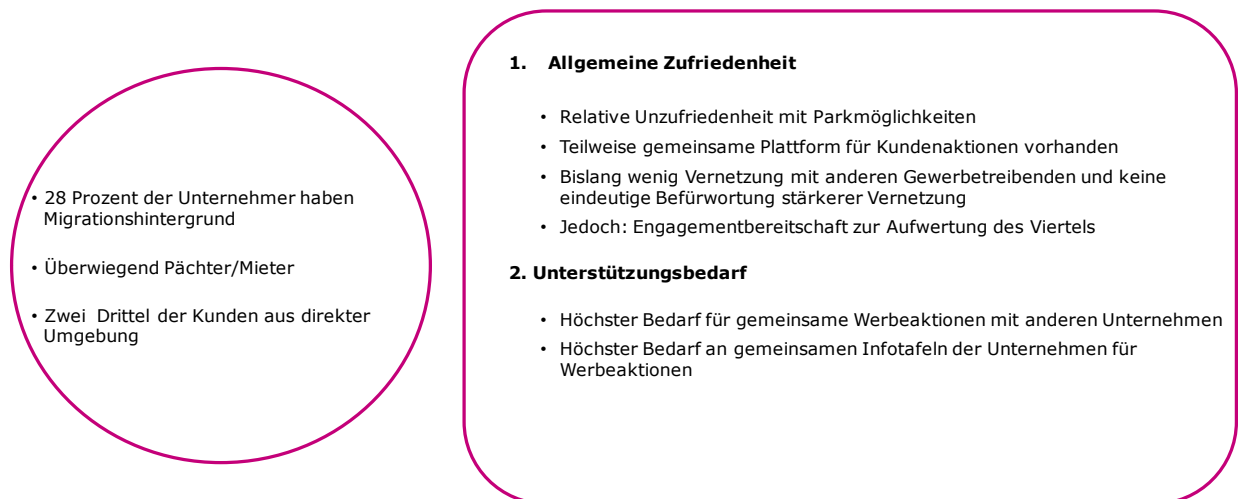 • 28 Prozent der Unternehmer haben
Migrationshintergrund
• Überwiegend Pächter/Mieter
• Zwei Drittel der Kunden aus direkter
Umgebung
1. Allgemeine Zufriedenheit
• Relative Unzufriedenheit mit Parkmöglichkeiten
• Teilweise gemeinsame Plattform für Kundenaktionen vorhanden
• Bislang wenig Vernetzung mit anderen Gewerbetreibenden und keine
eindeutige Befürwortung stärkerer Vernetzung
• Jedoch: Engagementbereitschaft zur Aufwertung des Viertels
2. Unterstützungsbedarf
• Höchster Bedarf für gemeinsame Werbeaktionen mit anderen Unternehmen
• Höchster Bedarf an gemeinsamen Infotafeln der Unternehmen für
Werbeaktionen